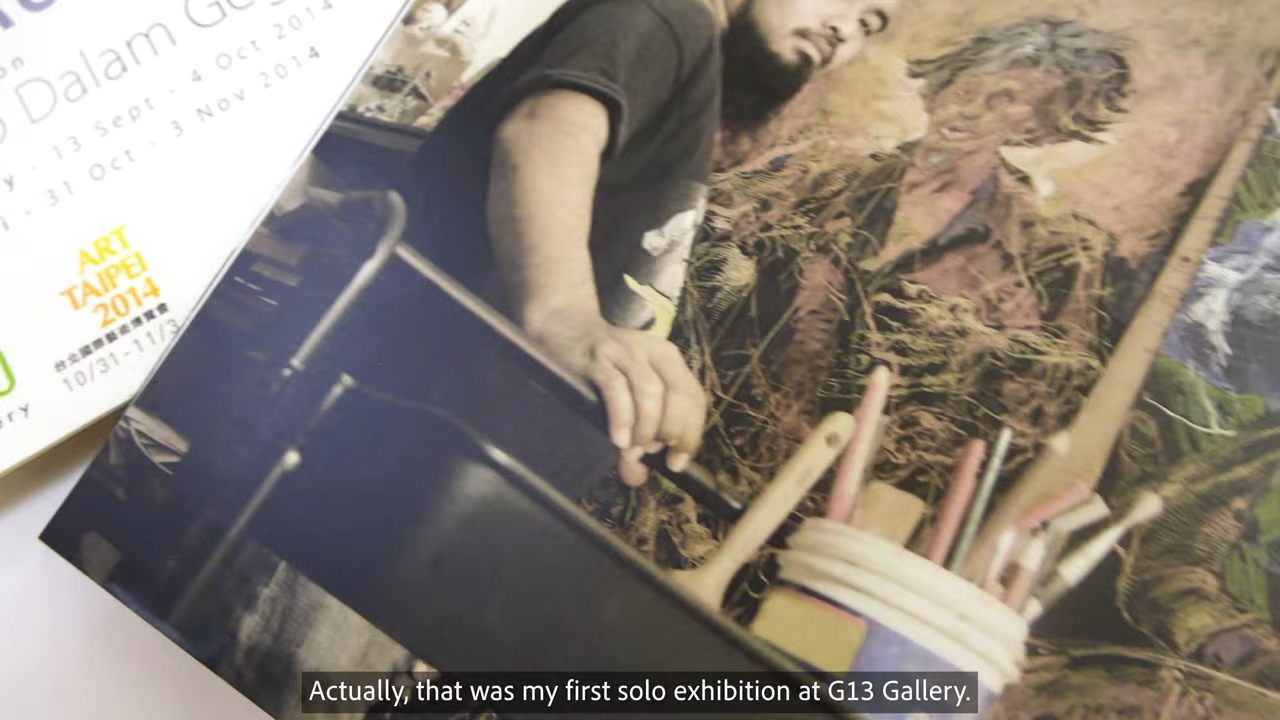 on
Dalam
13 Sept - 4 Oct 2014
- 31 Oct - 3 Nov 2014
ART
TAIPEI
2014
台北國際藝術博覽會
10/31-11/3
Actually, that was my first solo exhibition at G13 Gallery.